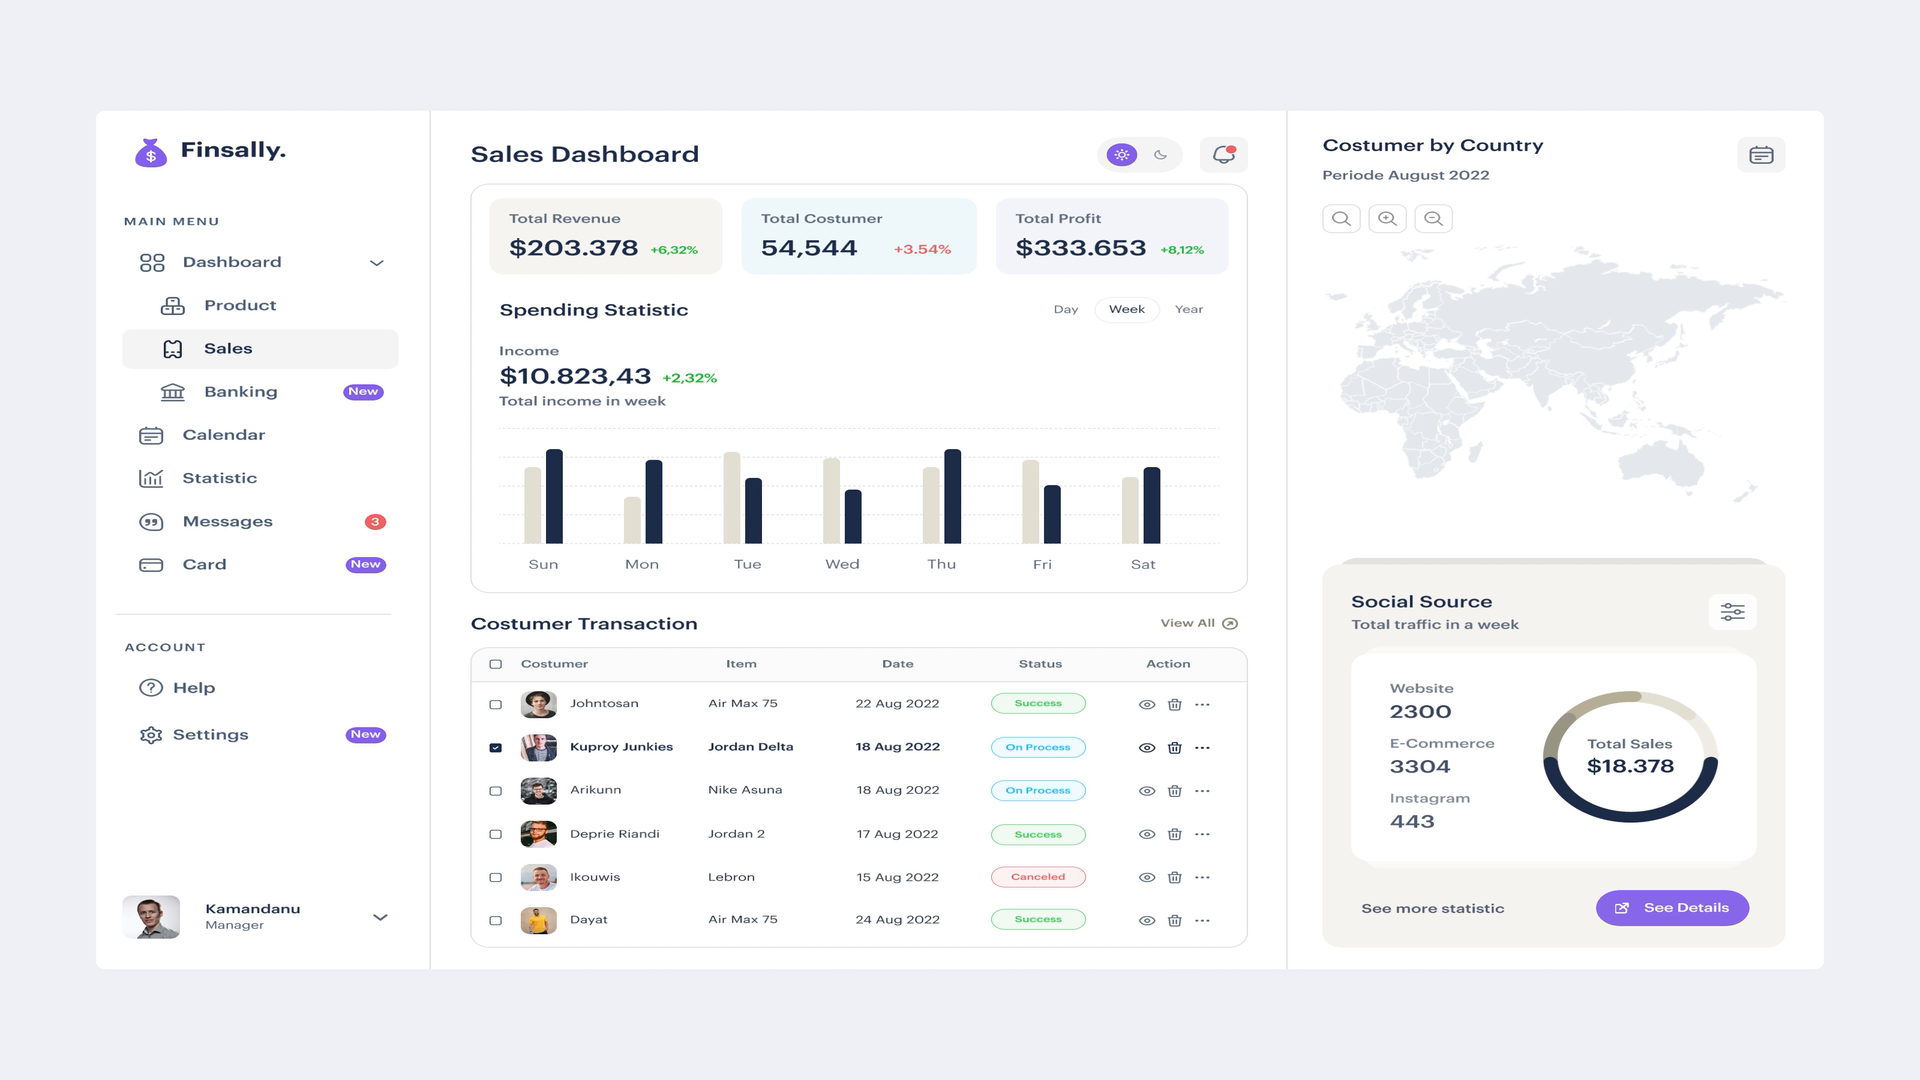 Finsally.
MAIN MENU
Dashboard
Product
Sales
Banking New
Calendar
Statistic
Messages 3
Card New
ACCOUNT
Help
Settings New
Kamandanu
Manager
Sales Dashboard
Total Revenue
$203.378 +6,32%
Total Costumer
54,544 +3.54%
Total Profit
$333.653 +8,12%
Spending Statistic
Day Week Year
Income
$10.823,43 +2,32%
Total income in week
Sun Mon Tue Wed Thu Fri Sat
Costumer Transaction
View All
Costumer Item Date Status Action
Johntosan Air Max 75 22 Aug 2022 Success
Kuproy Junkies Jordan Delta 18 Aug 2022 On Process
Arikunn Nike Asuna 18 Aug 2022 On Process
Deprie Riandi Jordan 2 17 Aug 2022 Success
Ikouwis Lebron 15 Aug 2022 Canceled
Dayat Air Max 75 24 Aug 2022 Success
Costumer by Country
Periode August 2022
Social Source
Total traffic in a week
Website
2300
E-Commerce
3304
Instagram
443
Total Sales
$18.378
See more statistic
See Details